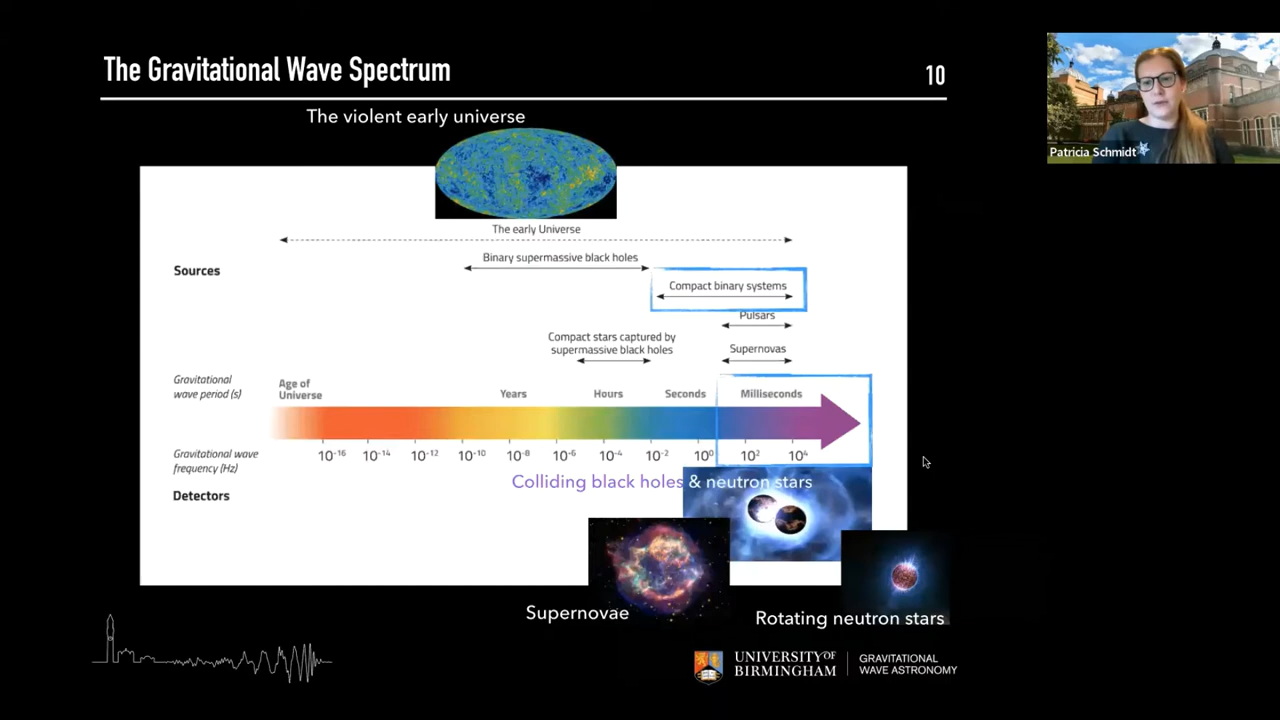 The Gravitational Wave Spectrum
10
The violent early universe
Patricia Schmidt
The early Universe
Binary supermassive black holes
Sources
Compact binary systems
Pulsars
Compact stars captured by
supermassive black holes
Supernovas
Gravitational
wave period (s)
Age of
Universe
Years
Hours
Seconds
Milliseconds
Gravitational wave
frequency (Hz)
10⁻¹⁶ 10⁻¹⁴ 10⁻¹² 10⁻¹⁰ 10⁻⁸ 10⁻⁶ 10⁻⁴ 10⁻² 10⁰ 10² 10⁴
Colliding black holes & neutron stars
Detectors
Supernovae
Rotating neutron stars
UNIVERSITY OF
BIRMINGHAM
GRAVITATIONAL
WAVE ASTRONOMY